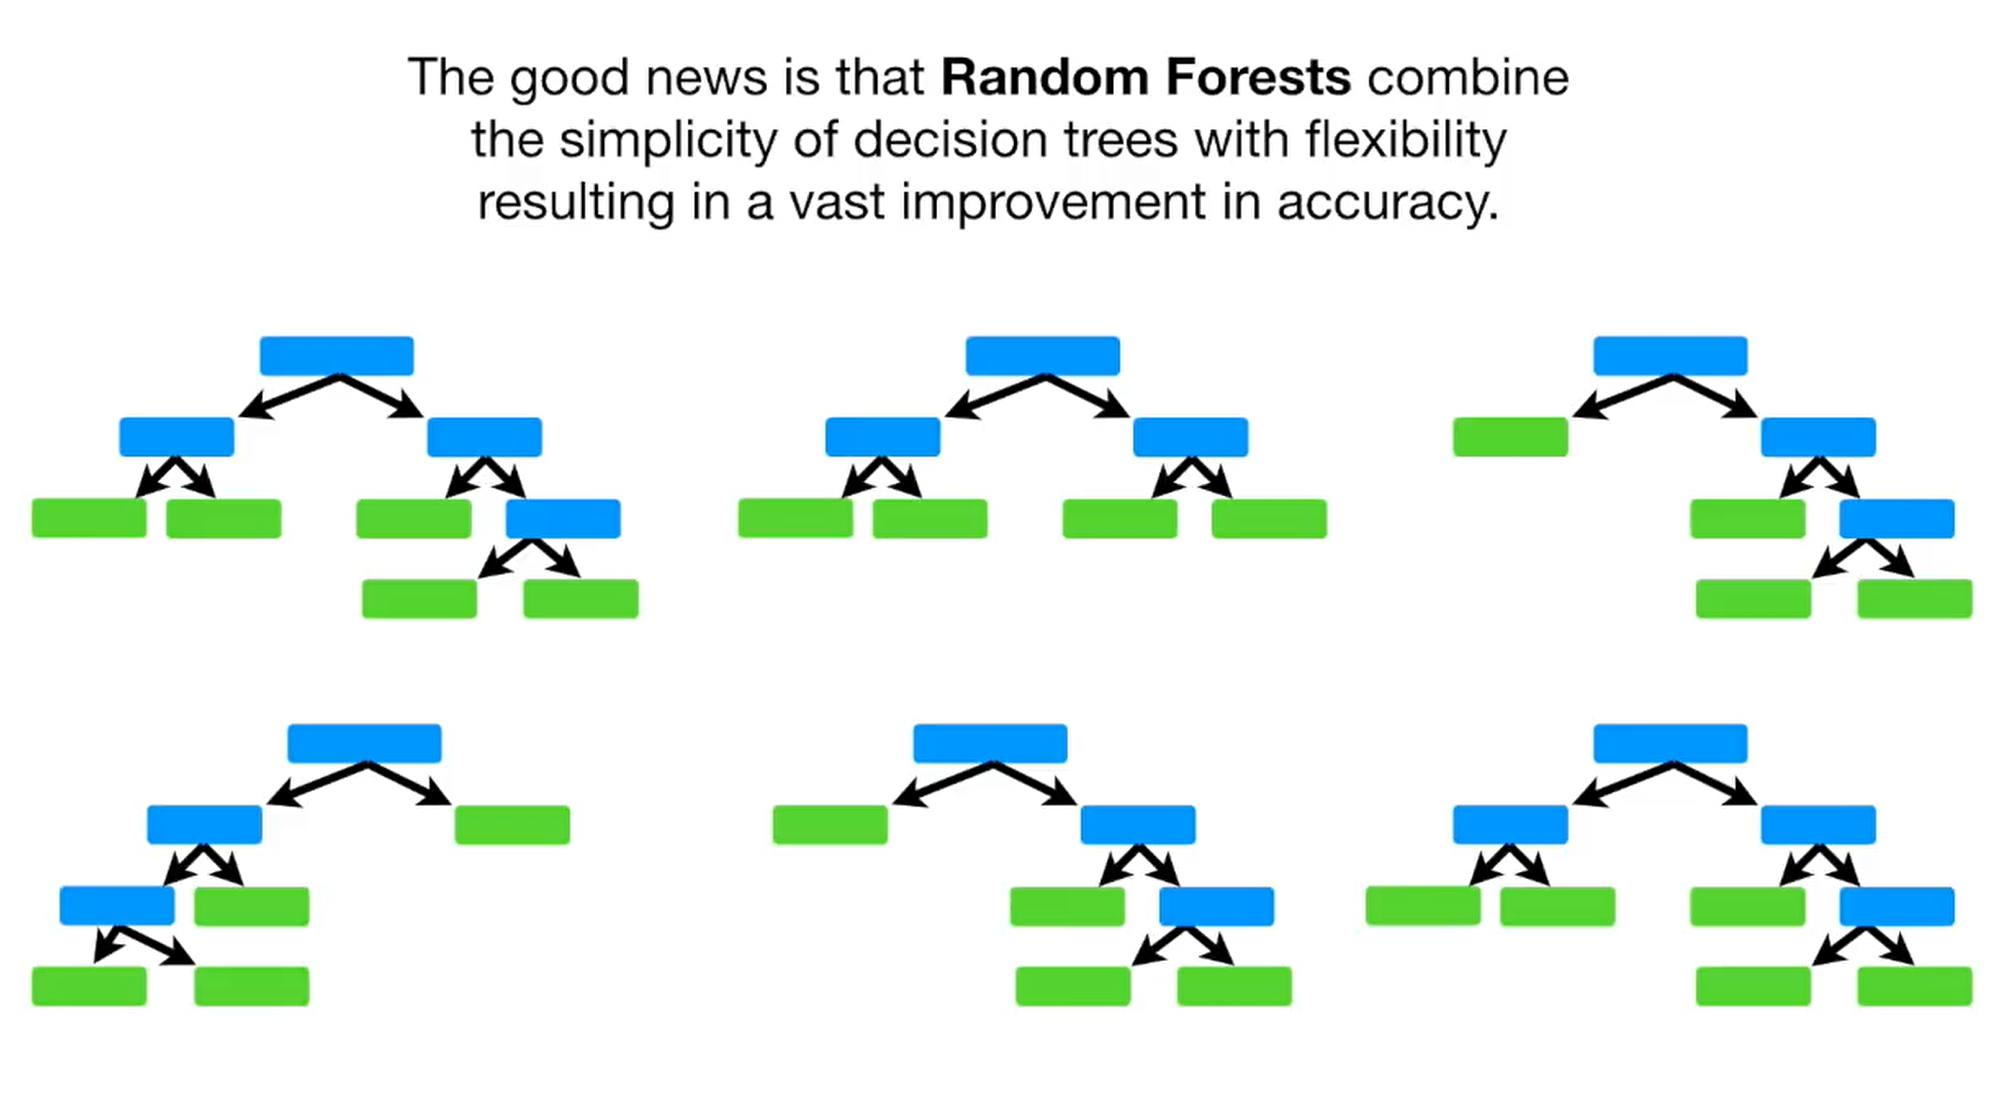 The good news is that Random Forests combine
the simplicity of decision trees with flexibility
resulting in a vast improvement in accuracy.